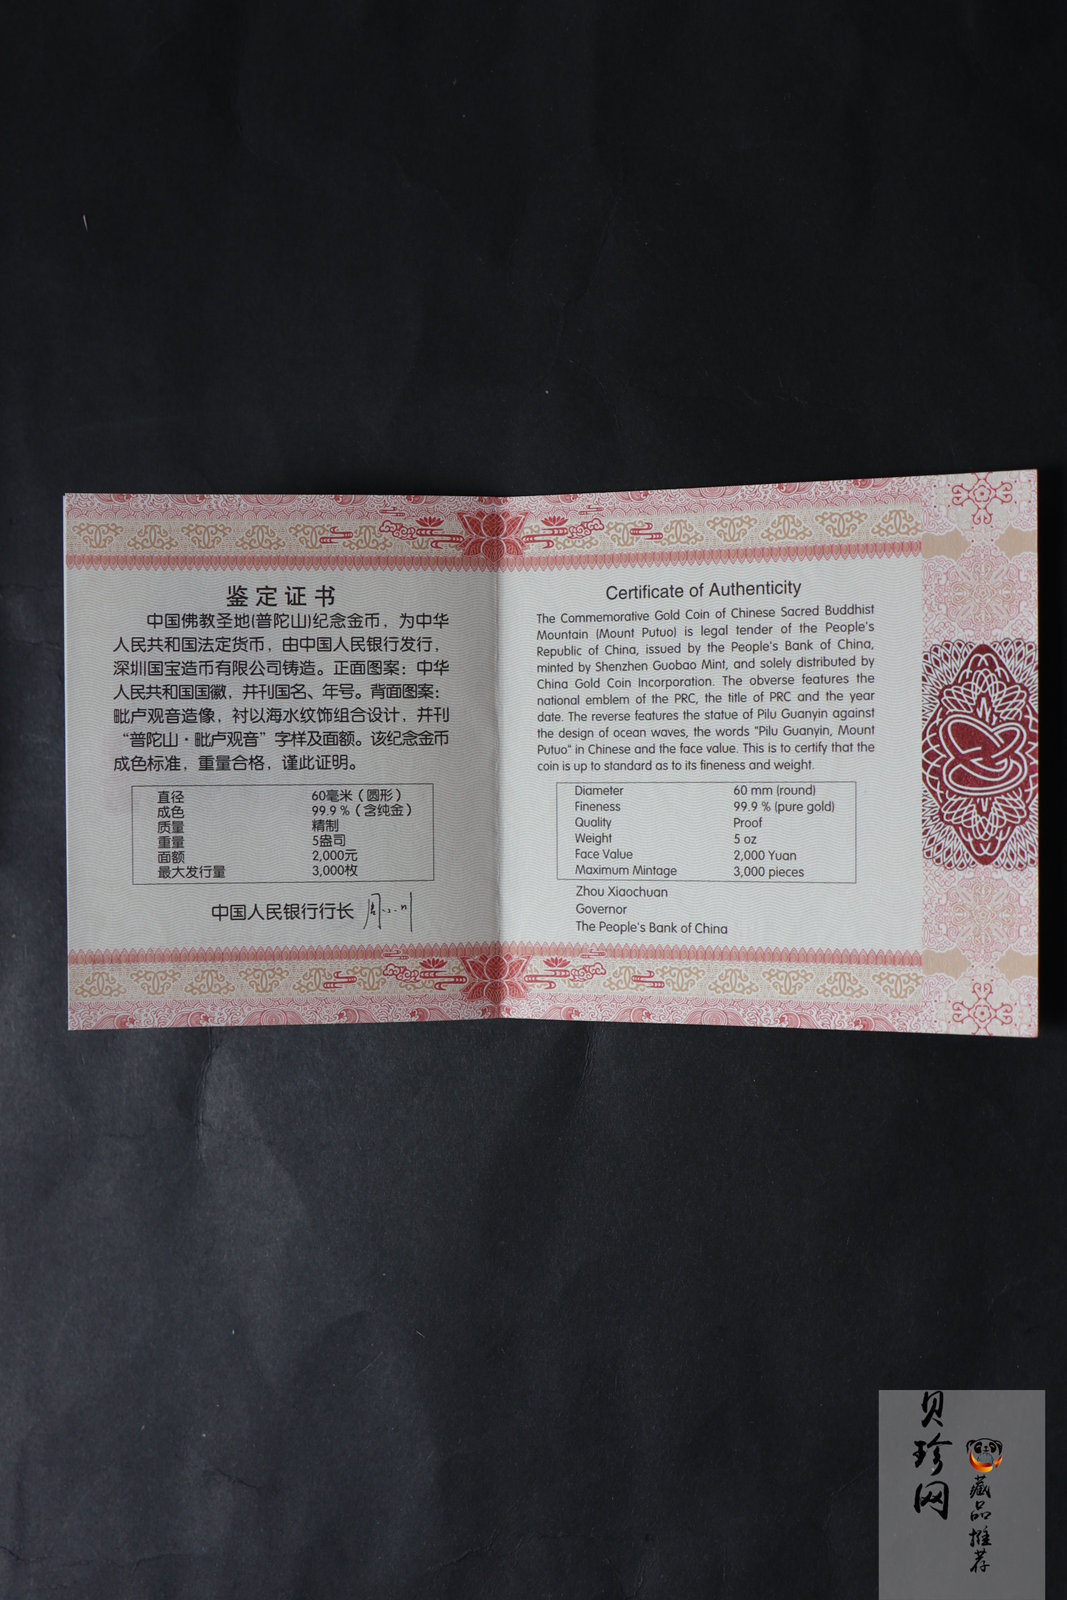 鉴定证书
中国佛教圣地(普陀山)纪念金币，为中华
人民共和国法定货币，由中国人民银行发行，
深圳国宝造币有限公司铸造。正面图案：中华
人民共和国国徽，并刊国名、年号。背面图案：
毗卢观音造像，衬以海水纹饰组合设计，并刊
“普陀山·毗卢观音”字样及面额。该纪念金币
成色标准，重量合格，谨此证明。
直径 60毫米（圆形）
成色 99.9％（含纯金）
质量 精制
重量 5盎司
面额 2,000元
最大发行量 3,000枚
中国人民银行行长
Certificate of Authenticity
The Commemorative Gold Coin of Chinese Sacred Buddhist
Mountain (Mount Putuo) is legal tender of the People's
Republic of China, issued by the People's Bank of China,
minted by Shenzhen Guobao Mint, and solely distributed by
China Gold Coin Incorporation. The obverse features the
national emblem of the PRC, the title of PRC and the year
date. The reverse features the statue of Pilu Guanyin against
the design of ocean waves, the words "Pilu Guanyin, Mount
Putuo" in Chinese and the face value. This is to certify that the
coin is up to standard as to its fineness and weight.
Diameter 60 mm (round)
Fineness 99.9 % (pure gold)
Quality Proof
Weight 5 oz
Face Value 2,000 Yuan
Maximum Mintage 3,000 pieces
Zhou Xiaochuan
Governor
The People's Bank of China
贝珍网
藏品推荐